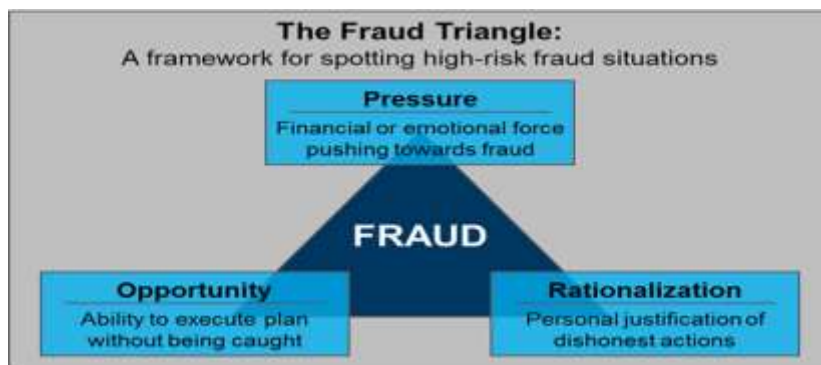 The Fraud Triangle:
A framework for spotting high-risk fraud situations
Pressure
Financial or emotional force
pushing towards fraud
FRAUD
Opportunity
Ability to execute plan
without being caught
Rationalization
Personal justification of
dishonest actions